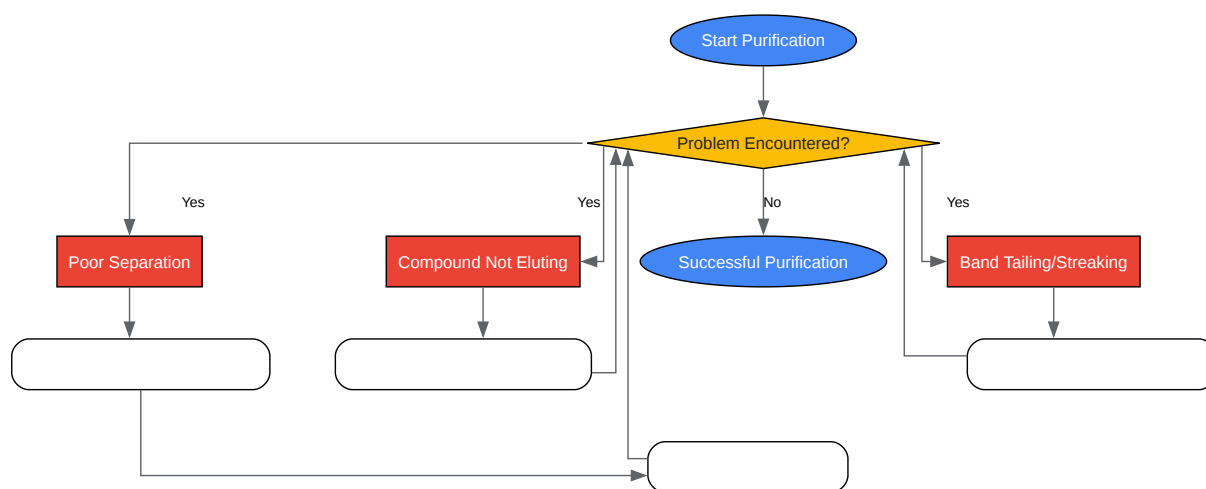 Start Purification
Problem Encountered?
Yes
Yes
No
Yes
Poor Separation
Compound Not Eluting
Successful Purification
Band Tailing/Streaking